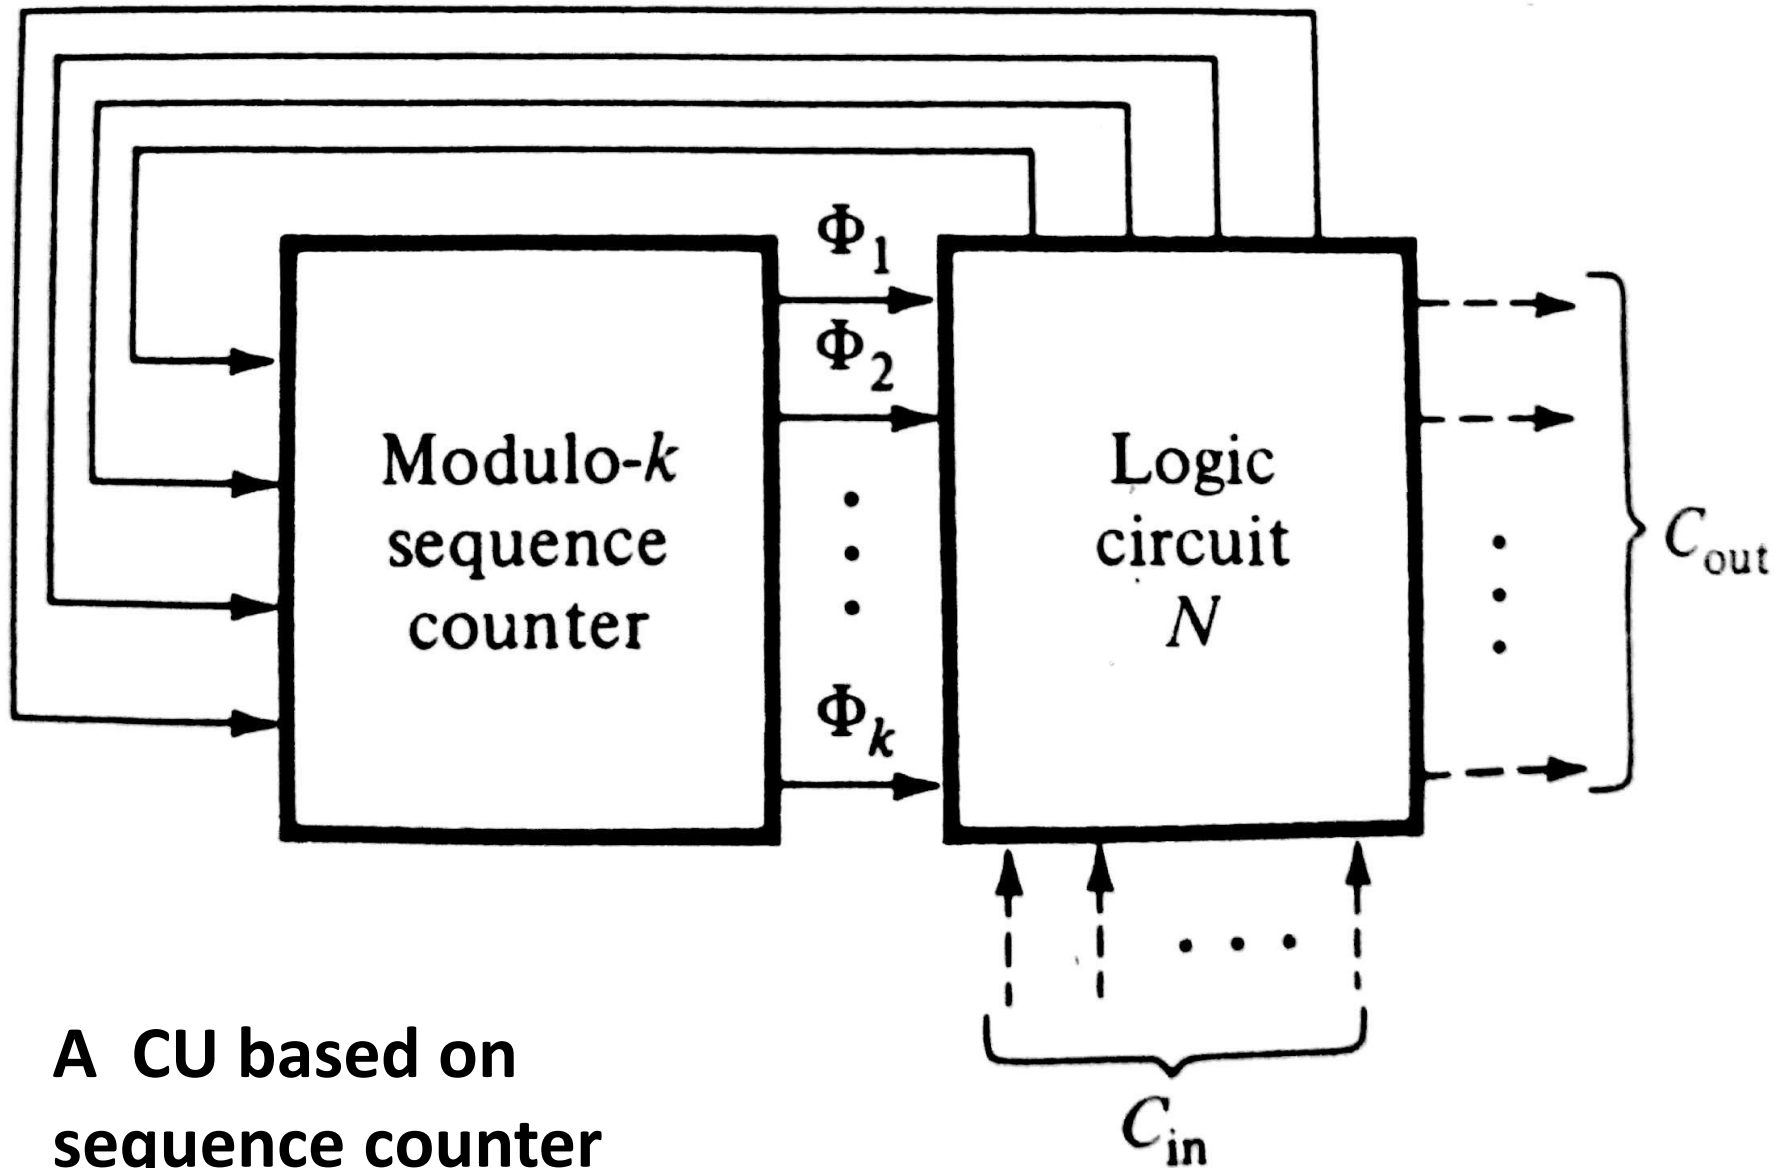 Φ1
Φ2
Φk
Modulo-k
sequence
counter
Logic
circuit
N
Cout
Cin
A CU based on
sequence counter